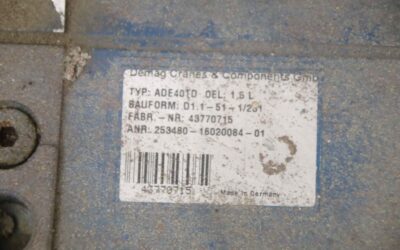 Demag Cranes & Components GmbH
TYP: ADE40TD OEL: 1,5 L
BAUFORM: D1.1-51-1/
FABR.-NR: 43770715
ANR: 253480-16020084-01
43770715
Made in Germany